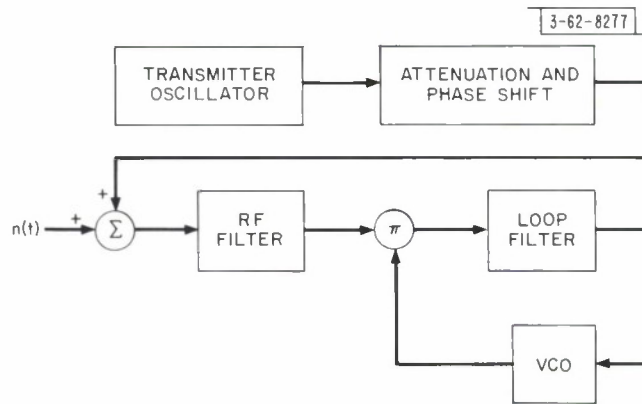 3-62-8277
TRANSMITTER
OSCILLATOR
ATTENUATION AND
PHASE SHIFT
+
n(t)
+
Σ
RF
FILTER
π
LOOP
FILTER
VCO